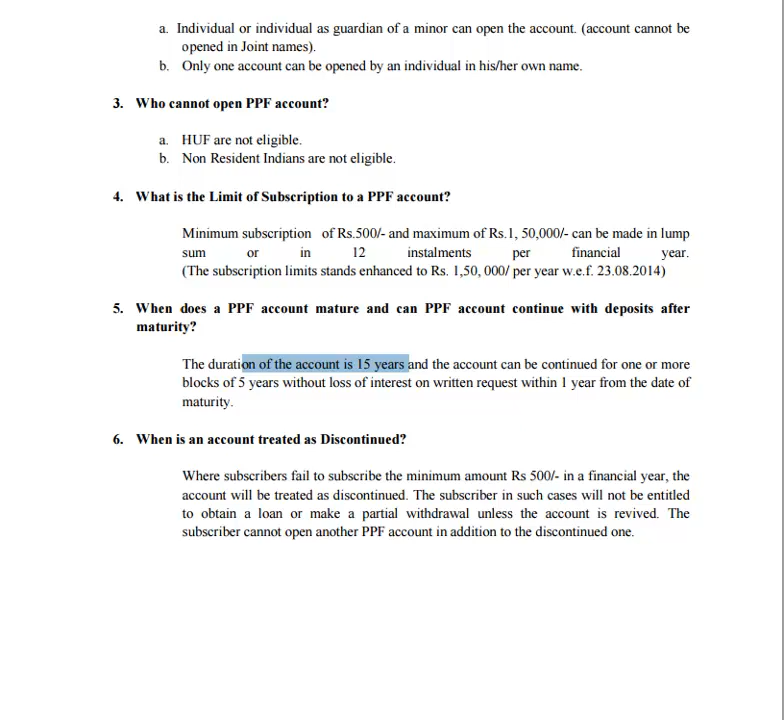 a. Individual or individual as guardian of a minor can open the account. (account cannot be
opened in Joint names).
b. Only one account can be opened by an individual in his/her own name.
3. Who cannot open PPF account?
a. HUF are not eligible.
b. Non Resident Indians are not eligible.
4. What is the Limit of Subscription to a PPF account?
Minimum subscription of Rs.500/- and maximum of Rs.1, 50,000/- can be made in lump
sum or in 12 instalments per financial year.
(The subscription limits stands enhanced to Rs. 1,50, 000/ per year w.e.f. 23.08.2014)
5. When does a PPF account mature and can PPF account continue with deposits after
maturity?
The duration of the account is 15 years and the account can be continued for one or more
blocks of 5 years without loss of interest on written request within 1 year from the date of
maturity.
6. When is an account treated as Discontinued?
Where subscribers fail to subscribe the minimum amount Rs 500/- in a financial year, the
account will be treated as discontinued. The subscriber in such cases will not be entitled
to obtain a loan or make a partial withdrawal unless the account is revived. The
subscriber cannot open another PPF account in addition to the discontinued one.